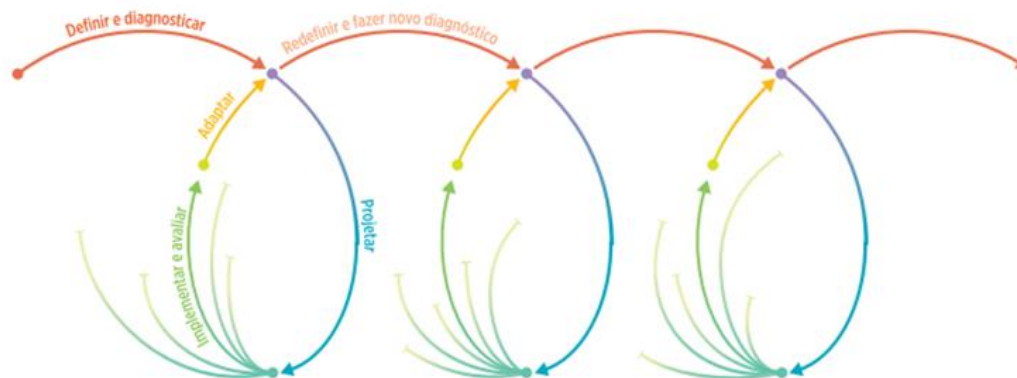 Definir e diagnosticar
Redefinir e fazer novo diagnóstico
Adaptar
Projetar
Implementar e avaliar